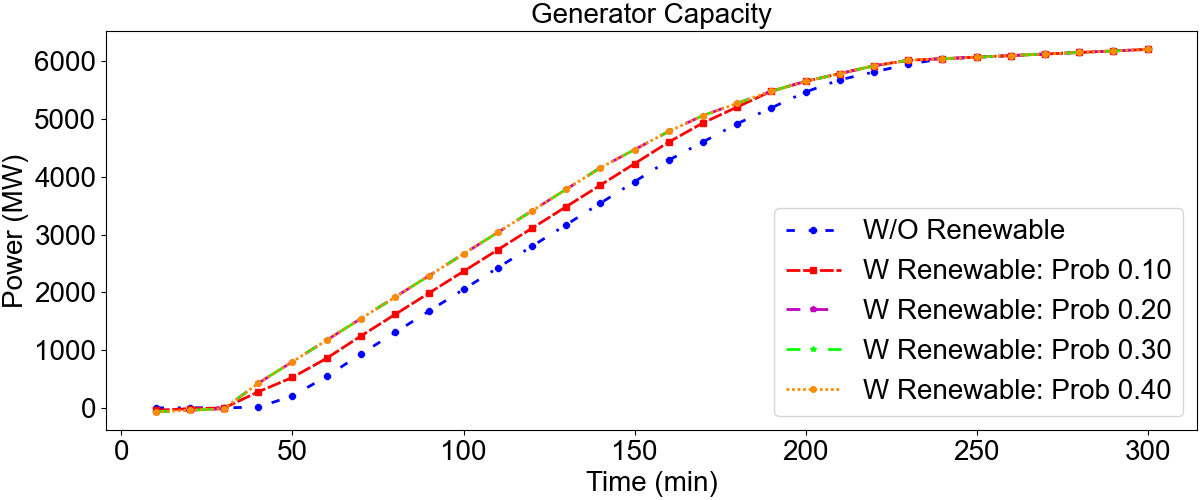 Generator Capacity
Power (MW)
6000
5000
4000
3000
2000
1000
0
W/O Renewable
W Renewable: Prob 0.10
W Renewable: Prob 0.20
W Renewable: Prob 0.30
W Renewable: Prob 0.40
0 50 100 150 200 250 300
Time (min)